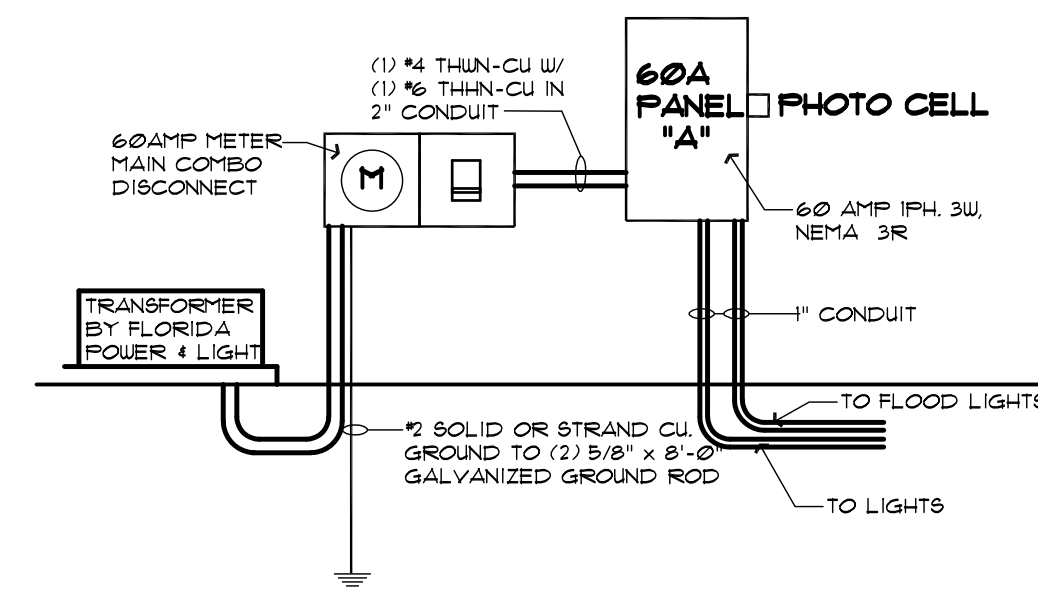 (1) #4 THWN-CU W/
(1) #6 THHN-CU IN
2" CONDUIT
60A
PANEL
"A"
PHOTO CELL
60AMP METER
MAIN COMBO
DISCONNECT
M
60 AMP 1PH. 3W,
NEMA 3R
TRANSFORMER
BY FLORIDA
POWER & LIGHT
1" CONDUIT
TO FLOOD LIGHTS
#2 SOLID OR STRAND CU.
GROUND TO (2) 5/8" x 8'-0"
GALVANIZED GROUND ROD
TO LIGHTS